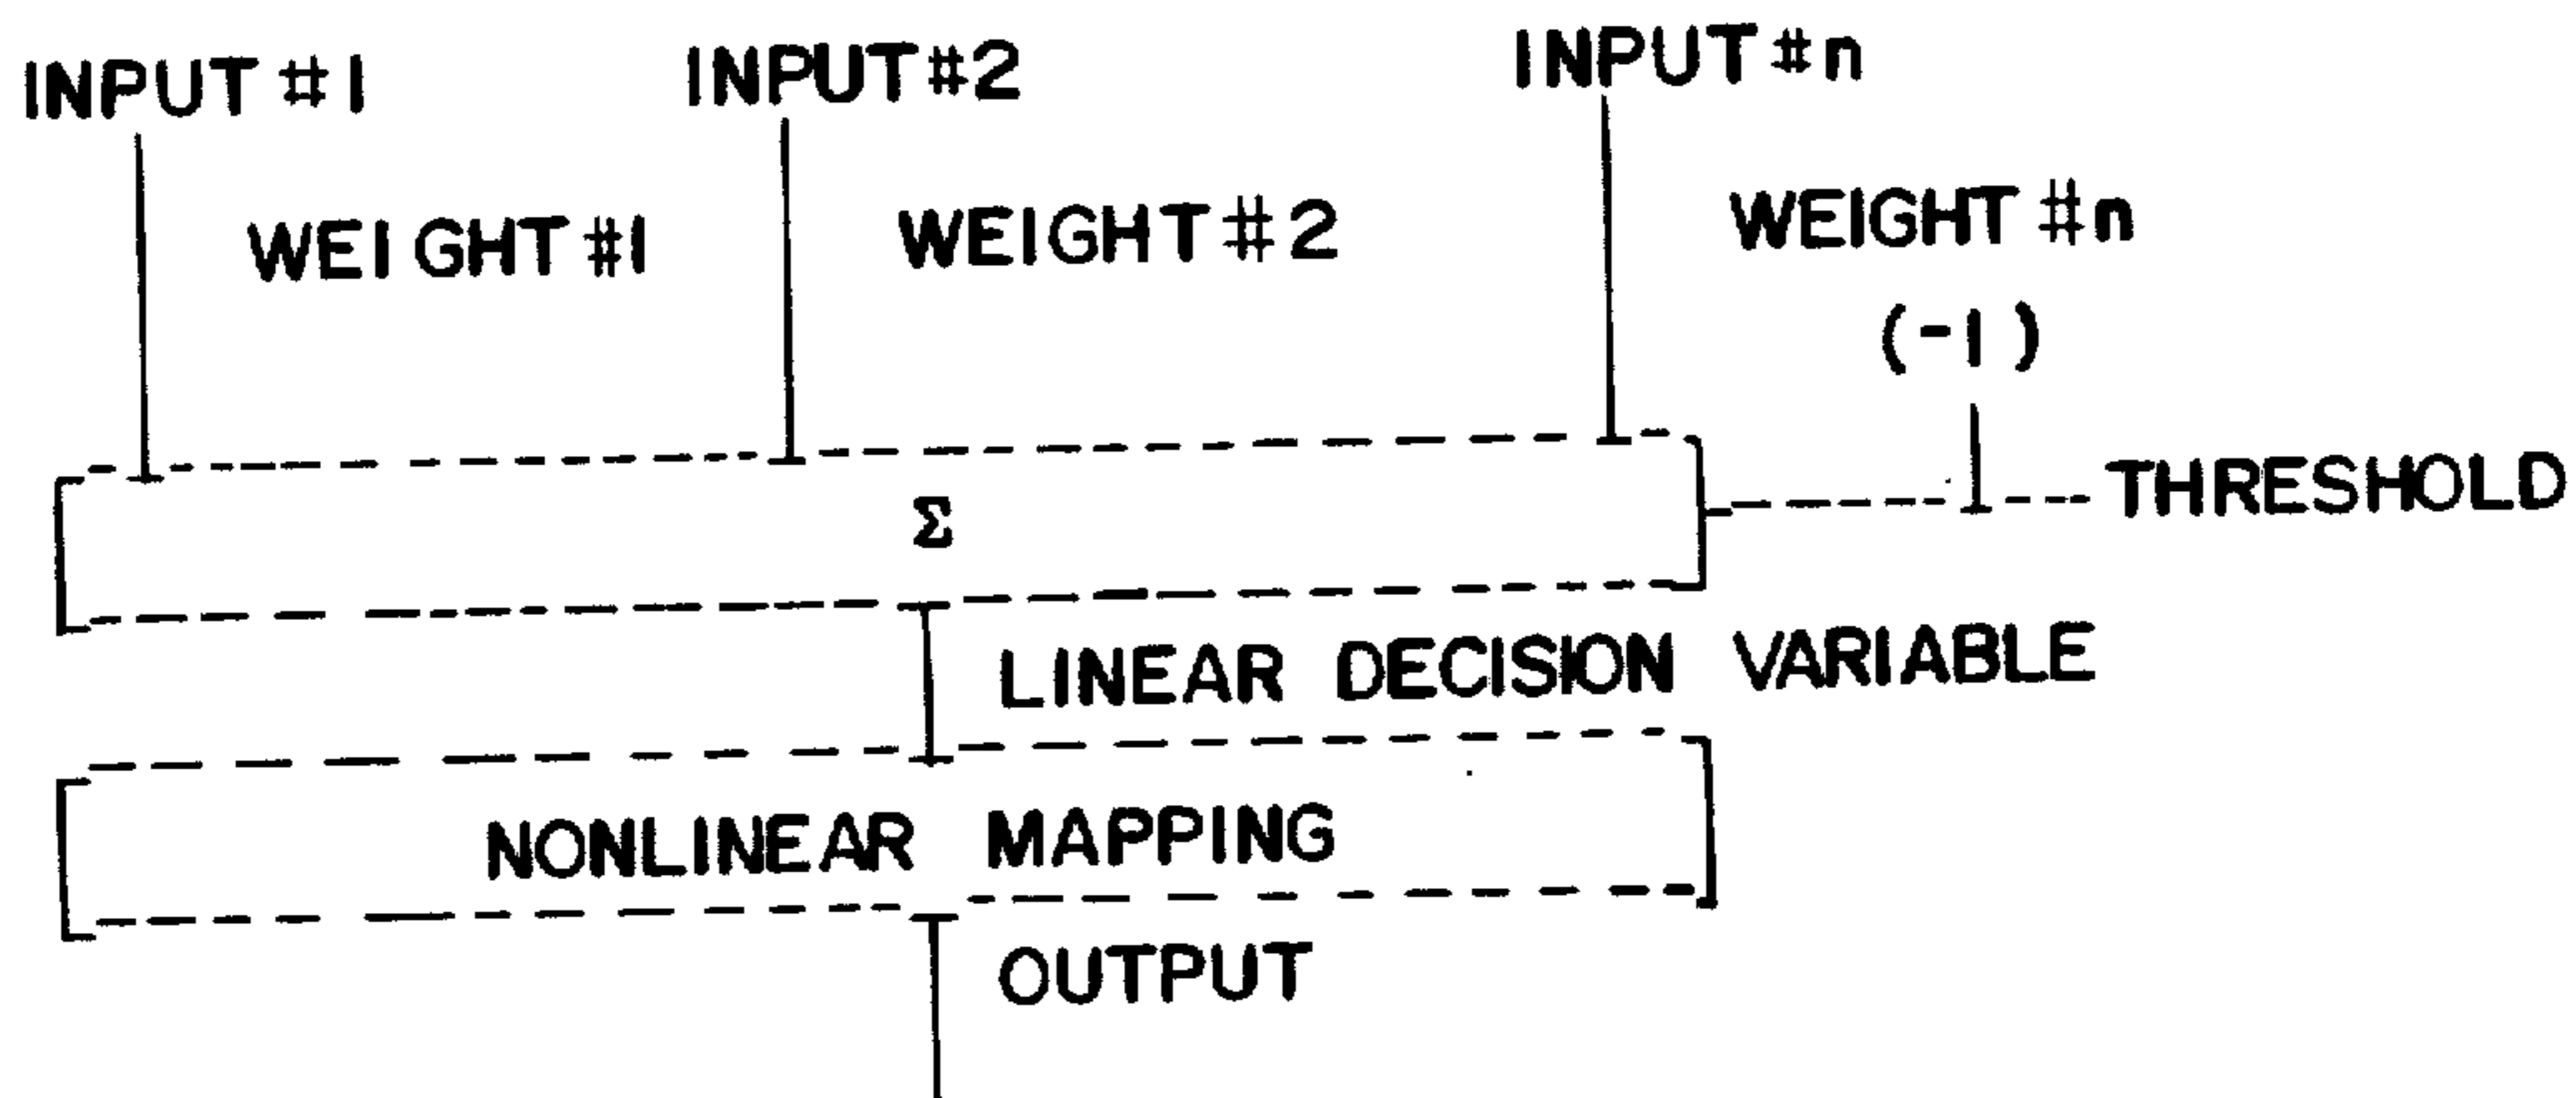 INPUT #1 INPUT #2 INPUT #n
WEIGHT #1 WEIGHT #2 WEIGHT #n
(-1)
Σ THRESHOLD
LINEAR DECISION VARIABLE
NONLINEAR MAPPING
OUTPUT